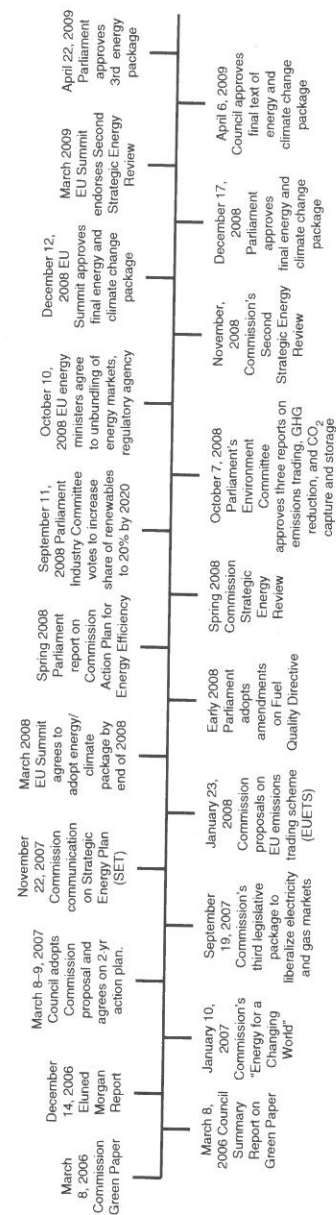 March
8, 2006
Commission
Green Paper
March 8,
2006 Council
Summary
Report on
Green Paper
December
14, 2006
Eluned
Morgan
Report
January 10,
2007
Commission's
"Energy for a
Changing
World"
March 8–9, 2007
Council adopts
Commission
proposal and
agrees on 2-yr
action plan.
September
19, 2007
Commission's
third legislative
package to
liberalize electricity
and gas markets
November
22, 2007
Commission
communication
on Strategic
Energy Plan
(SET)
January 23,
2008
Commission
proposals on
EU emissions
trading scheme
(EUETS)
March 2008
EU Summit
agrees to
adopt energy/
climate
package by
end of 2008
Early 2008
Parliament
adopts
amendments
on Fuel
Quality Directive
Spring 2008
Parliament
report on
Commission
Action Plan for
Energy Efficiency
Spring 2008
Commission
Strategic
Energy
Review
September 11,
2008 Parliament
Industry Committee
votes to increase
share of renewables
to 20% by 2020
October 7, 2008
Parliament's
Environment
Committee
approves three reports on
emissions trading, GHG
reduction, and CO2
capture and storage
October 10,
2008 EU energy
ministers agree
to unbundling of
energy markets,
regulatory agency
November,
2008
Commission's
Second
Strategic Energy
Review
December 12,
2008 EU
Summit approves
final energy and
climate change
package
December 17,
2008
Parliament
approves
final energy and
climate change
package
March, 2009
EU Summit
endorses Second
Strategic Energy
Review
April 6, 2009
Council approves
final text of
energy and
climate change
package
April 22, 2009
Parliament
approves
3rd energy
package